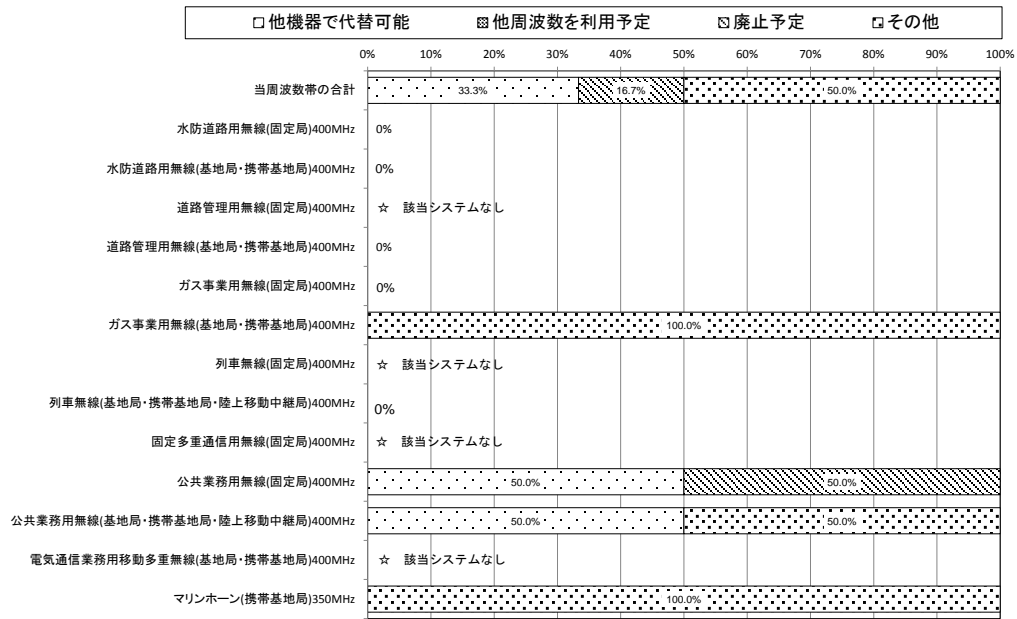 他機器で代替可能 他周波数を利用予定 廃止予定 その他
0% 10% 20% 30% 40% 50% 60% 70% 80% 90% 100%
当周波数帯の合計 33.3% 16.7% 50.0%
水防道路用無線(固定局)400MHz 0%
水防道路用無線(基地局・携帯基地局)400MHz 0%
道路管理用無線(固定局)400MHz ☆ 該当システムなし
道路管理用無線(基地局・携帯基地局)400MHz 0%
ガス事業用無線(固定局)400MHz 0%
ガス事業用無線(基地局・携帯基地局)400MHz 100.0%
列車無線(固定局)400MHz ☆ 該当システムなし
列車無線(基地局・携帯基地局・陸上移動中継局)400MHz 0%
固定多重通信用無線(固定局)400MHz ☆ 該当システムなし
公共業務用無線(固定局)400MHz 50.0% 50.0%
公共業務用無線(基地局・携帯基地局・陸上移動中継局)400MHz 50.0% 50.0%
電気通信業務用移動多重無線(基地局・携帯基地局)400MHz ☆ 該当システムなし
マリンホーン(携帯基地局)350MHz 100.0%